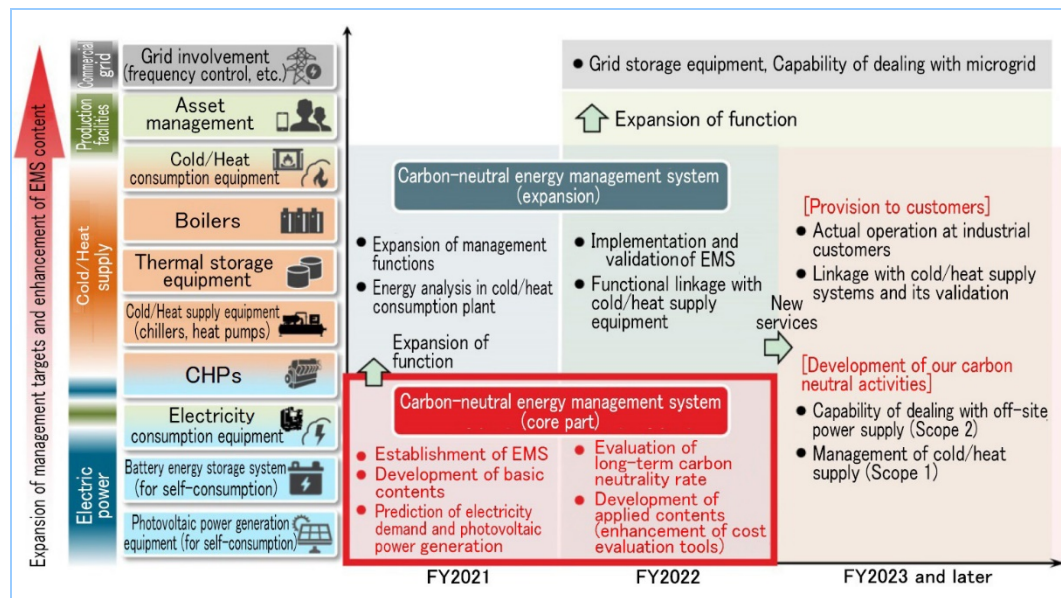 Expansion of management targets and enhancement of EMS content
Commercial
grid
Production
facilities
Cold/Heat
supply
Electric
power
Grid involvement
(frequency control, etc.)
Asset
management
Cold/Heat
consumption equipment
Boilers
Thermal storage
equipment
Cold/Heat supply equipment
(chillers, heat pumps)
CHPs
Electricity
consumption equipment
Battery energy storage system
(for self-consumption)
Photovoltaic power generation
equipment (for self-consumption)
● Grid storage equipment, Capability of dealing with microgrid
Expansion of function
Carbon-neutral energy management system
(expansion)
● Expansion of management
functions
● Energy analysis in cold/heat
consumption plant
● Implementation and
validation of EMS
● Functional linkage with
cold/heat supply
equipment
Expansion of
function
New
services
Carbon-neutral energy management system
(core part)
● Establishment of EMS
● Development of basic
contents
● Prediction of electricity
demand and photovoltaic
power generation
● Evaluation of
long-term carbon
neutrality rate
● Development of
applied contents
(enhancement of cost
evaluation tools)
[Provision to customers]
● Actual operation at industrial
customers
● Linkage with cold/heat supply
systems and its validation
[Development of our carbon
neutral activities]
● Capability of dealing with off-site
power supply (Scope 2)
● Management of cold/heat
supply (Scope 1)
FY2021
FY2022
FY2023 and later